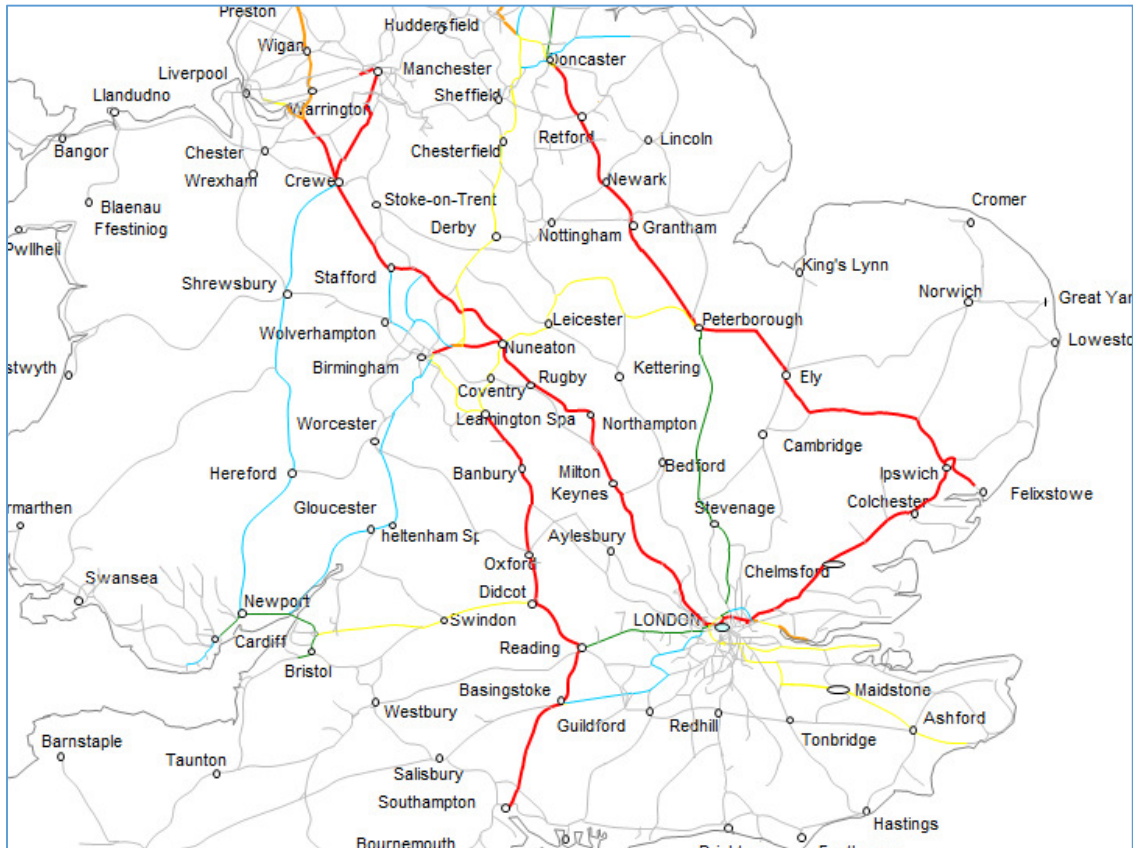 Preston
Huddersfield
Wigan
Doncaster
Manchester
Liverpool
Sheffield
Llandudno
Warrington
Retford
Lincoln
Bangor
Chester
Chesterfield
Wrexham
Crewe
Newark
Stoke-on-Trent
Cromer
Blaenau
Ffestiniog
Derby
Nottingham
Grantham
Pwllheli
King's Lynn
Stafford
Shrewsbury
Norwich
Great Yar
Wolverhampton
Leicester
Peterborough
Nuneaton
Lowesto
Birmingham
stwyth
Coventry
Rugby
Kettering
Ely
Leamington Spa
Northampton
Worcester
Cambridge
Hereford
Banbury
Milton
Keynes
Bedford
Ipswich
Felixstowe
Colchester
Gloucester
rmarthen
heltenham Sp
Stevenage
Aylesbury
Oxford
Chelmsford
Swansea
Didcot
Newport
Swindon
LONDON
Cardiff
Reading
Bristol
Basingstoke
Maidstone
Westbury
Guildford
Redhill
Ashford
Tonbridge
Barnstaple
Taunton
Salisbury
Southampton
Hastings
Bournemouth